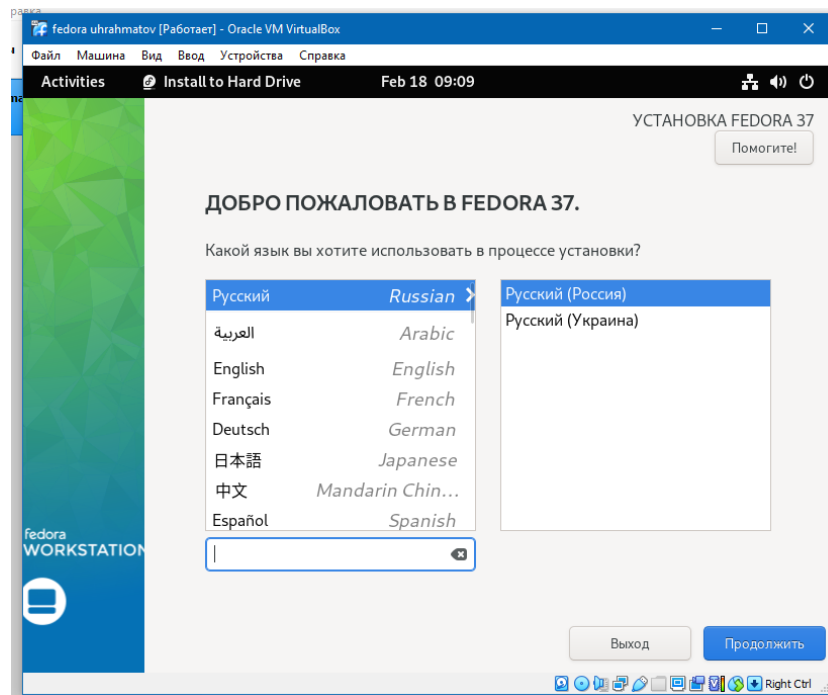 равка
fedora uhrahmatov [Работает] - Oracle VM VirtualBox
Файл Машина Вид Ввод Устройства Справка
Activities Install to Hard Drive Feb 18 09:09
УСТАНОВКА FEDORA 37
Помогите!
ДОБРО ПОЖАЛОВАТЬ В FEDORA 37.
Какой язык вы хотите использовать в процессе установки?
Русский Russian
العربية Arabic
English English
Français French
Deutsch German
日本語 Japanese
中文 Mandarin Chin...
Español Spanish
Русский (Россия)
Русский (Украина)
fedora
WORKSTATION
Выход Продолжить
Right Ctrl